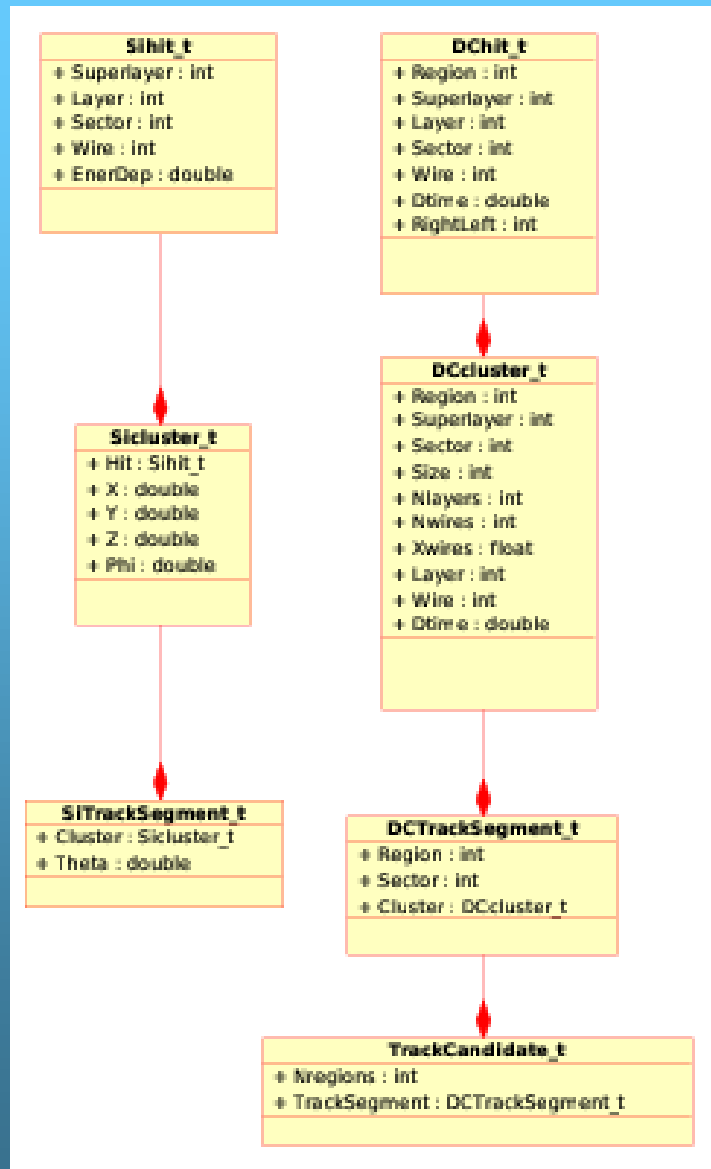 Sihit_t
+ Superlayer : int
+ Layer : int
+ Sector : int
+ Wire : int
+ EnerDep : double
DChit_t
+ Region : int
+ Superlayer : int
+ Layer : int
+ Sector : int
+ Wire : int
+ Dtime : double
+ RightLeft : int
Sicluster_t
+ Hit : Sihit_t
+ X : double
+ Y : double
+ Z : double
+ Phi : double
DCcluster_t
+ Region : int
+ Superlayer : int
+ Sector : int
+ Size : int
+ Nlayers : int
+ Nwires : int
+ Xwires : float
+ Layer : int
+ Wire : int
+ Dtime : double
SiTrackSegment_t
+ Cluster : Sicluster_t
+ Theta : double
DCTrackSegment_t
+ Region : int
+ Sector : int
+ Cluster : DCcluster_t
TrackCandidate_t
+ Nregions : int
+ TrackSegment : DCTrackSegment_t